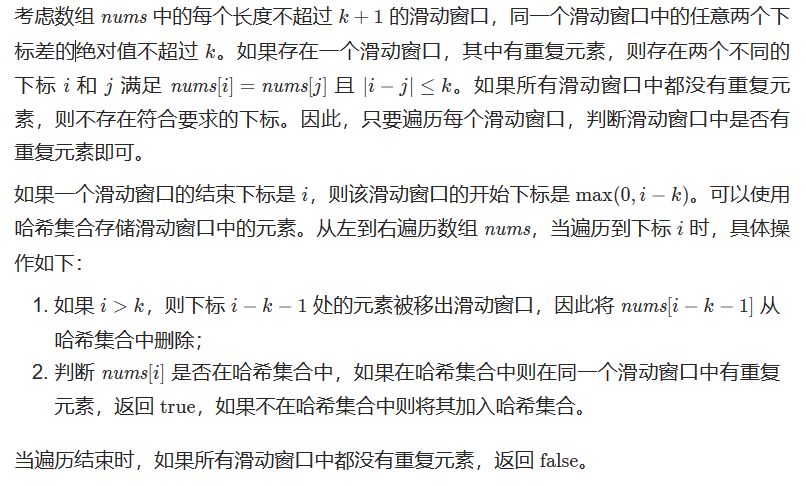 考虑数组 nums 中的每个长度不超过 k + 1 的滑动窗口，同一个滑动窗口中的任意两个下
标差的绝对值不超过 k。如果存在一个滑动窗口，其中有重复元素，则存在两个不同的
下标 i 和 j 满足 nums[i] = nums[j] 且 |i − j| ≤ k。如果所有滑动窗口中都没有重复元
素，则不存在符合要求的下标。因此，只要遍历每个滑动窗口，判断滑动窗口中是否有
重复元素即可。
如果一个滑动窗口的结束下标是 i，则该滑动窗口的开始下标是 max(0, i − k)。可以使用
哈希集合存储滑动窗口中的元素。从左到右遍历数组 nums，当遍历到下标 i 时，具体操
作如下：
1. 如果 i > k，则下标 i − k − 1 处的元素被移出滑动窗口，因此将 nums[i − k − 1] 从
哈希集合中删除；
2. 判断 nums[i] 是否在哈希集合中，如果在哈希集合中则在同一个滑动窗口中有重复
元素，返回 true，如果不在哈希集合中则将其加入哈希集合。
当遍历结束时，如果所有滑动窗口中都没有重复元素，返回 false。